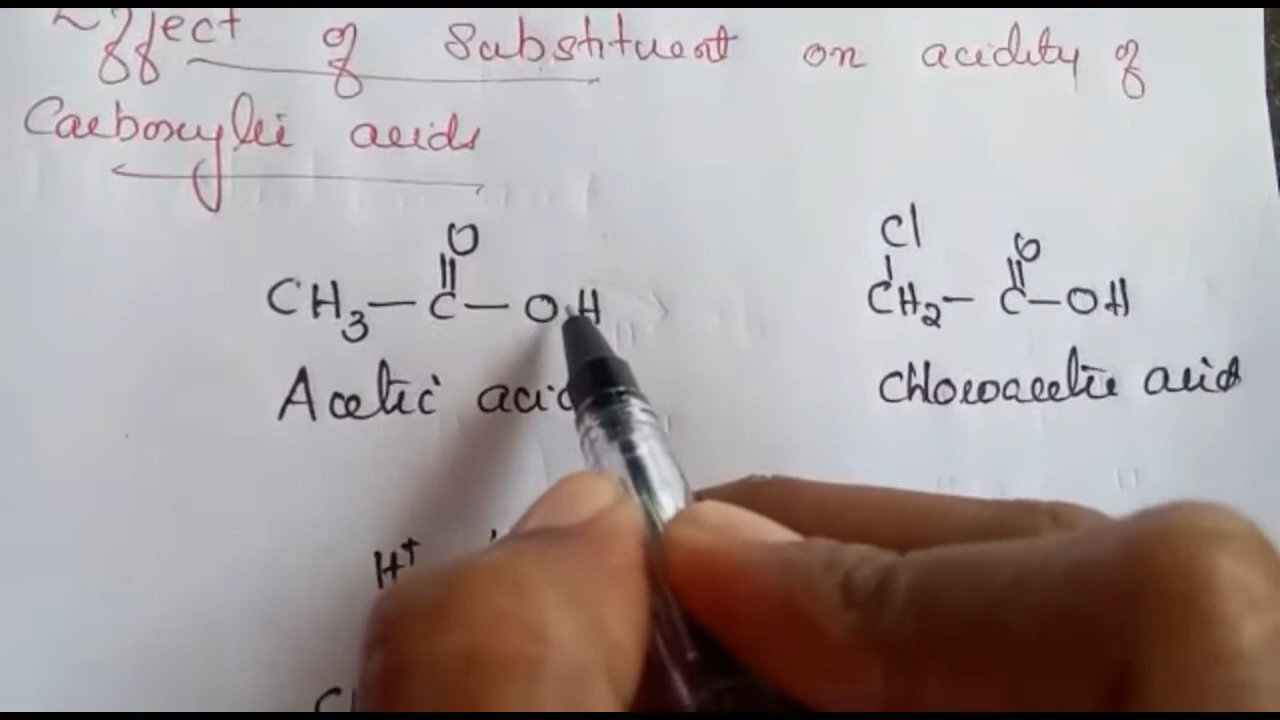 Effect of Substituent on acidity of
Carboxylic acids
O
CH3—C—OH
Acetic acid
Cl
O
CH2—C—OH
Chloroacetic acid
H+